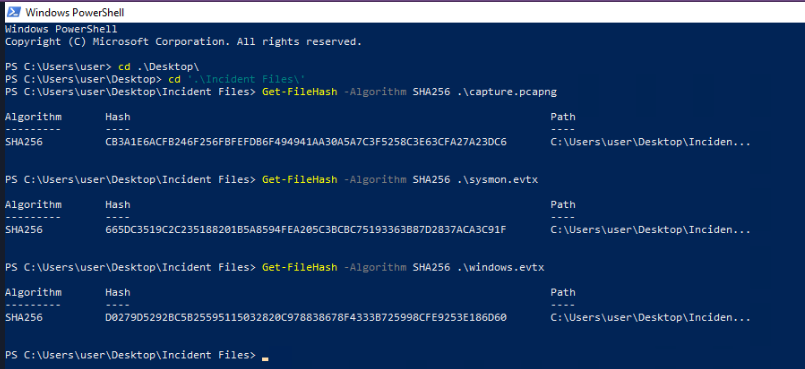 Windows PowerShell
Windows PowerShell
Copyright (C) Microsoft Corporation. All rights reserved.
PS C:\Users\user> cd .\Desktop\
PS C:\Users\user\Desktop> cd '.\Incident Files\'
PS C:\Users\user\Desktop\Incident Files> Get-FileHash -Algorithm SHA256 .\capture.pcapng
Algorithm Hash Path
--------- ---- ----
SHA256 CB3A1E6ACFB246F256FBFEFDB6F494941AA30A5A7C3F5258C3E63CFA27A23DC6 C:\Users\user\Desktop\Inciden...
PS C:\Users\user\Desktop\Incident Files> Get-FileHash -Algorithm SHA256 .\sysmon.evtx
Algorithm Hash Path
--------- ---- ----
SHA256 665DC3519C2C235188201B5A8594FEA205C3BCBC75193363B87D2837ACA3C91F C:\Users\user\Desktop\Inciden...
PS C:\Users\user\Desktop\Incident Files> Get-FileHash -Algorithm SHA256 .\windows.evtx
Algorithm Hash Path
--------- ---- ----
SHA256 D0279D5292BC5B25595115032820C978838678F4333B725998CFE9253E186D60 C:\Users\user\Desktop\Inciden...
PS C:\Users\user\Desktop\Incident Files>